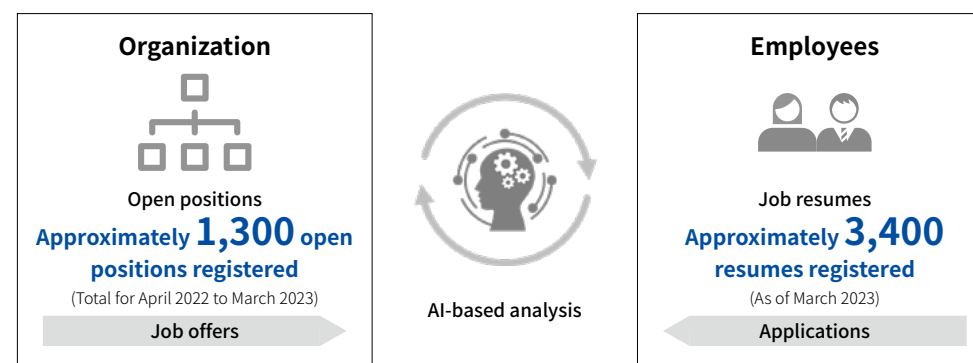 Organization
Open positions
Approximately 1,300 open
positions registered
(Total for April 2022 to March 2023)
Job offers
AI-based analysis
Employees
Job resumes
Approximately 3,400
resumes registered
(As of March 2023)
Applications